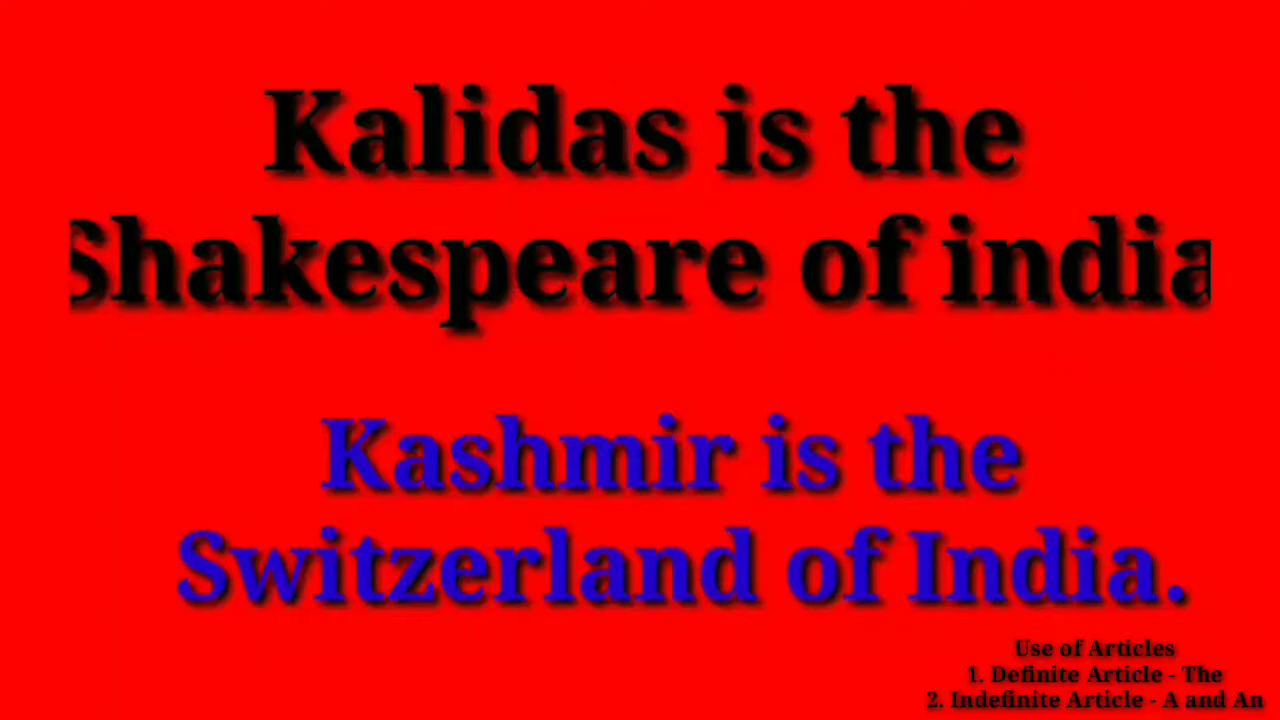 Kalidas is the
Shakespeare of india
Kashmir is the
Switzerland of India.
Use of Articles
1. Definite Article - The
2. Indefinite Article - A and An